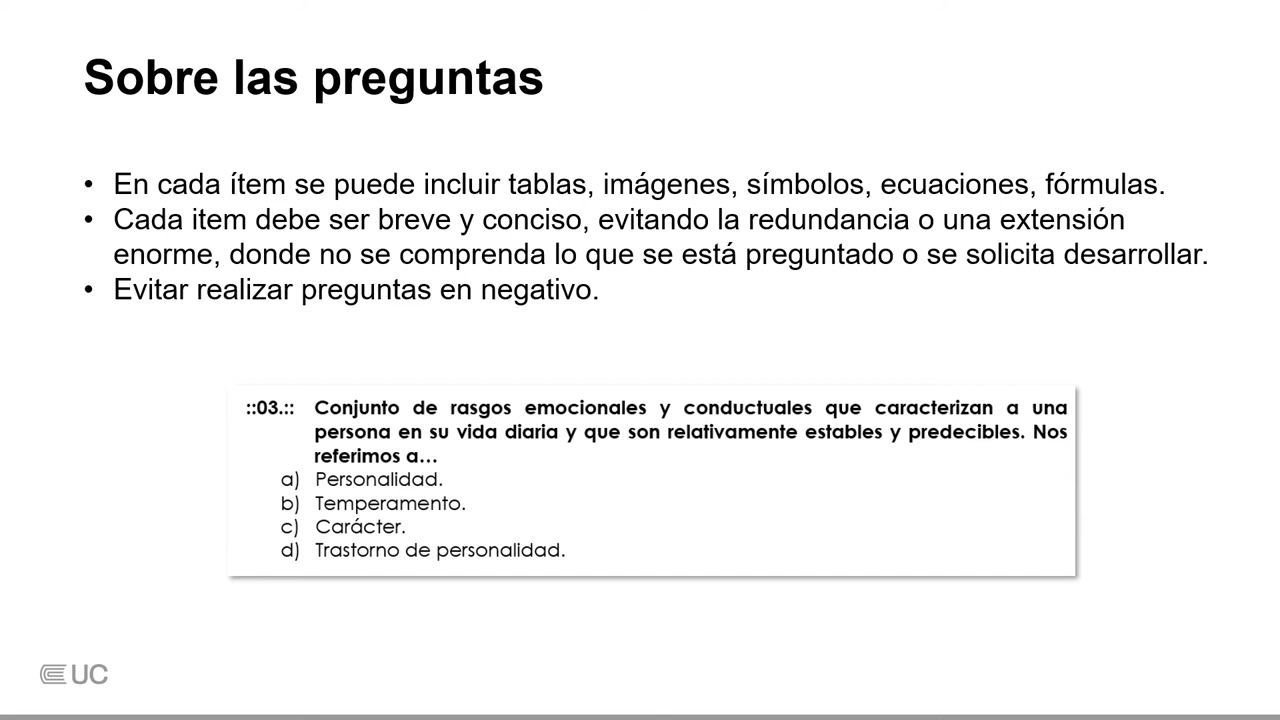 Sobre las preguntas
• En cada ítem se puede incluir tablas, imágenes, símbolos, ecuaciones, fórmulas.
• Cada item debe ser breve y conciso, evitando la redundancia o una extensión
enorme, donde no se comprenda lo que se está preguntado o se solicita desarrollar.
• Evitar realizar preguntas en negativo.
::03.:: Conjunto de rasgos emocionales y conductuales que caracterizan a una
persona en su vida diaria y que son relativamente estables y predecibles. Nos
referimos a…
a) Personalidad.
b) Temperamento.
c) Carácter.
d) Trastorno de personalidad.
UC